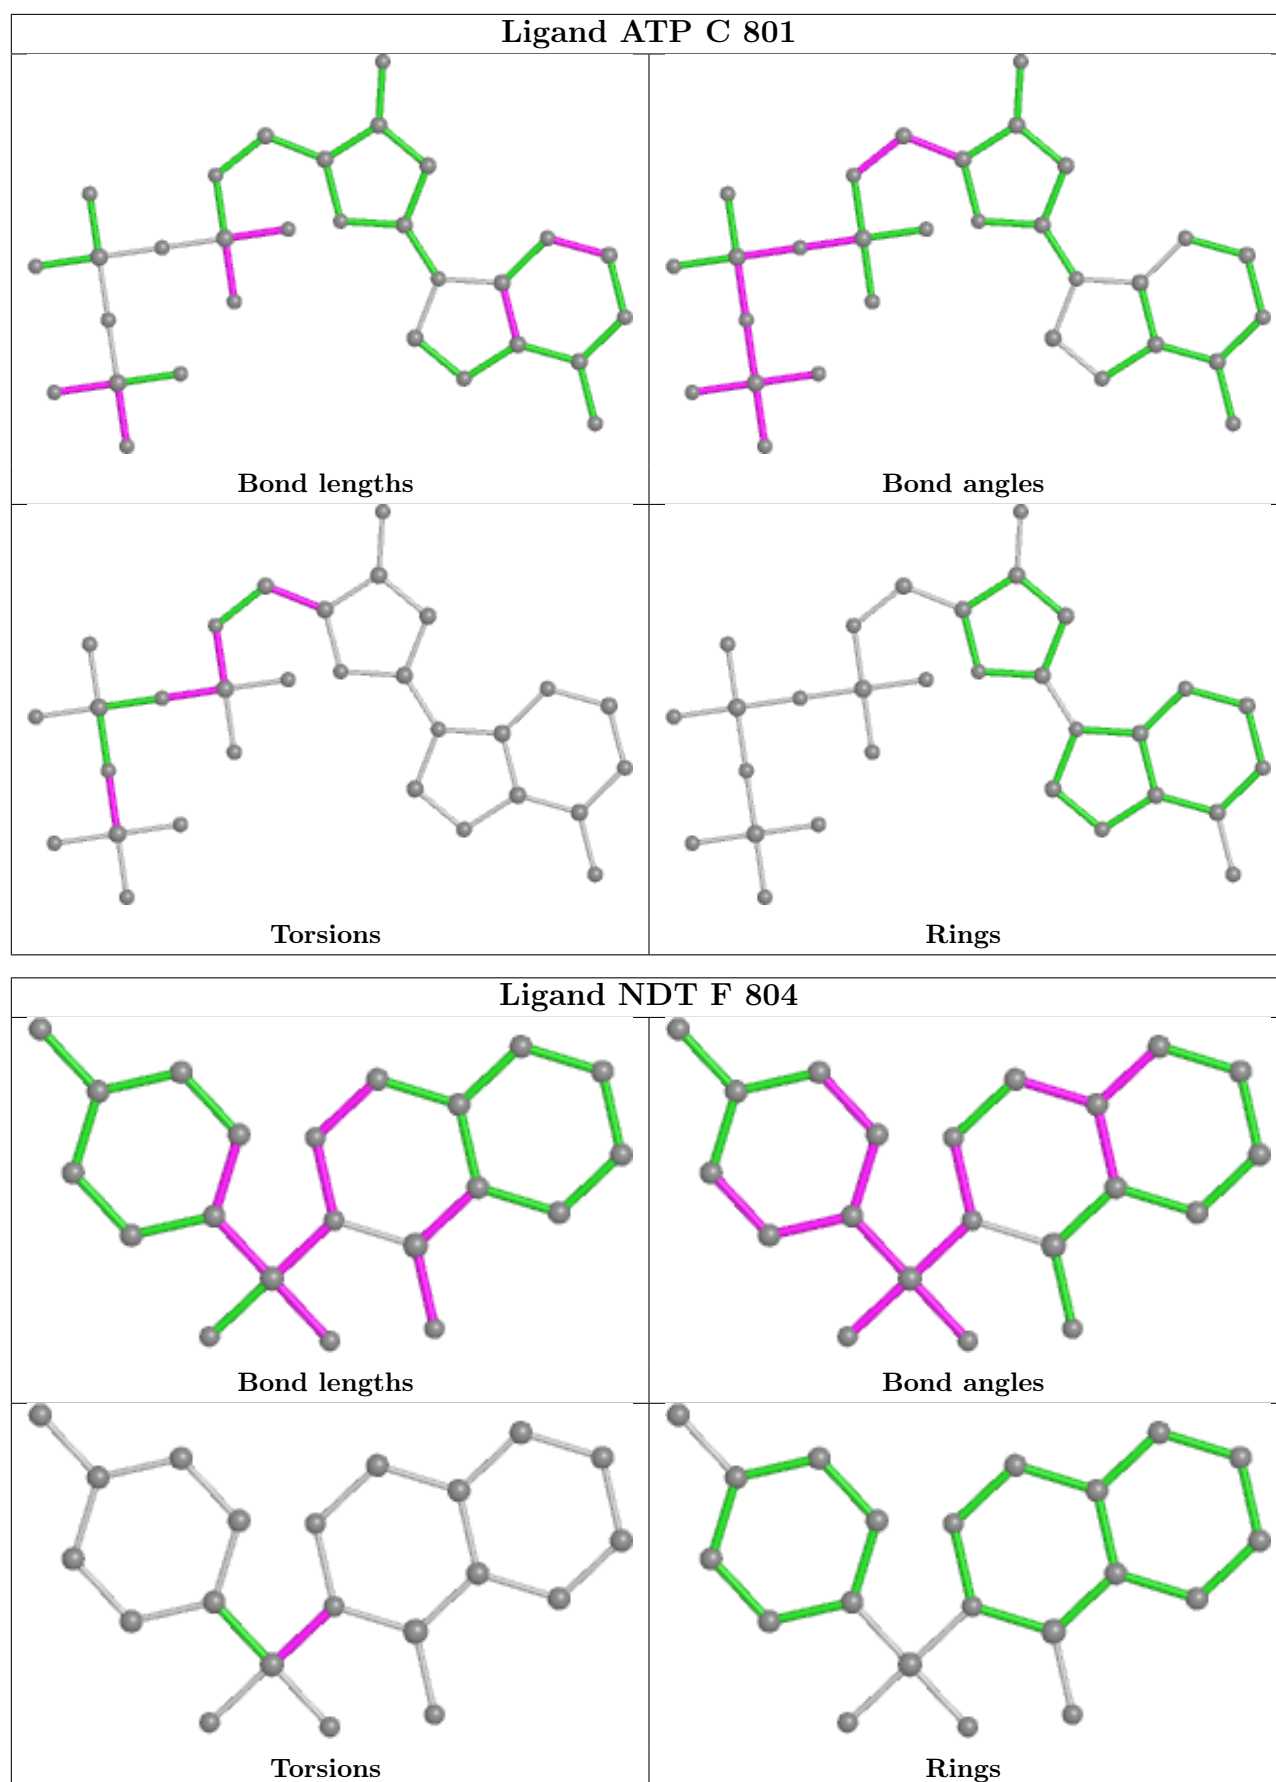 Ligand ATP C 801
Bond lengths
Bond angles
Torsions
Rings
Ligand NDT F 804
Bond lengths
Bond angles
Torsions
Rings